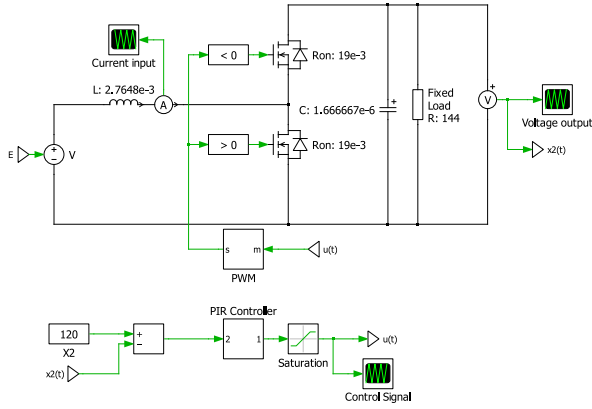 Current input
< 0
Ron: 19e-3
L: 2.7648e-3
A
+
C: 1.666667e-6
Fixed
Load
R: 144
+
V
Voltage output
x2(t)
E
+
−
V
> 0
Ron: 19e-3
s
m
u(t)
PWM
PIR Controller
120
X2
+
−
2
1
Saturation
u(t)
x2(t)
Control Signal